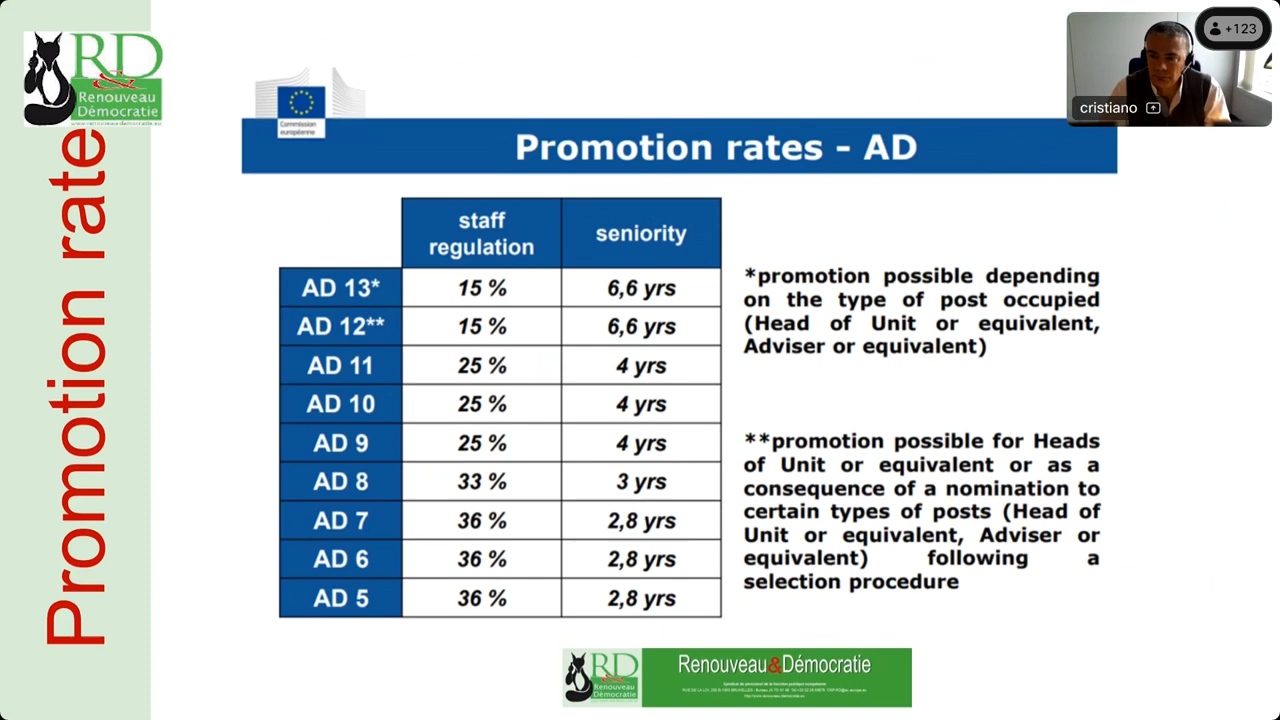 RD
&
Renouveau
Démocratie
Promotion rate
Commission
européenne
Promotion rates - AD
+123
cristiano
staff
regulation
seniority
AD 13* 15 % 6,6 yrs
AD 12** 15 % 6,6 yrs
AD 11 25 % 4 yrs
AD 10 25 % 4 yrs
AD 9 25 % 4 yrs
AD 8 33 % 3 yrs
AD 7 36 % 2,8 yrs
AD 6 36 % 2,8 yrs
AD 5 36 % 2,8 yrs
*promotion possible depending
on the type of post occupied
(Head of Unit or equivalent,
Adviser or equivalent)
**promotion possible for Heads
of Unit or equivalent or as a
consequence of a nomination to
certain types of posts (Head of
Unit or equivalent, Adviser or
equivalent) following a
selection procedure
RD
&
Renouveau
Démocratie
Renouveau&Démocratie